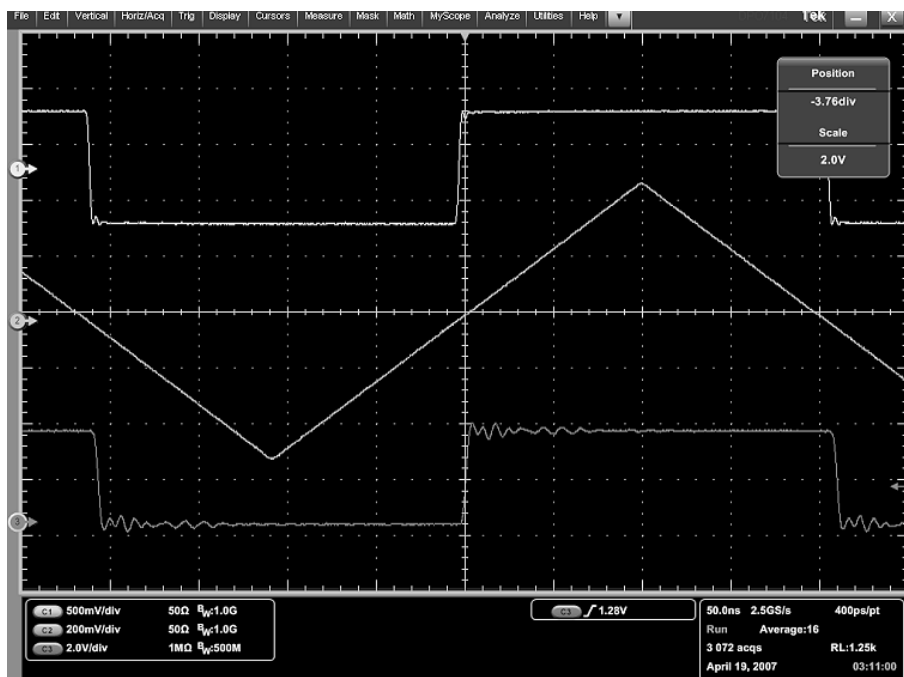 File Edit Vertical Horiz/Acq Trig Display Cursors Measure Mask Math MyScope Analyze Utilities Help ▼ Tek — X
Position
-3.76div
Scale
2.0V
1
2
3
C1 500mV/div 50Ω BW:1.0G
C2 200mV/div 50Ω BW:1.0G
C3 2.0V/div 1MΩ BW:500M
C3 1.28V
50.0ns 2.5GS/s 400ps/pt
Run Average:16
3 072 acqs RL:1.25k
April 19, 2007 03:11:00